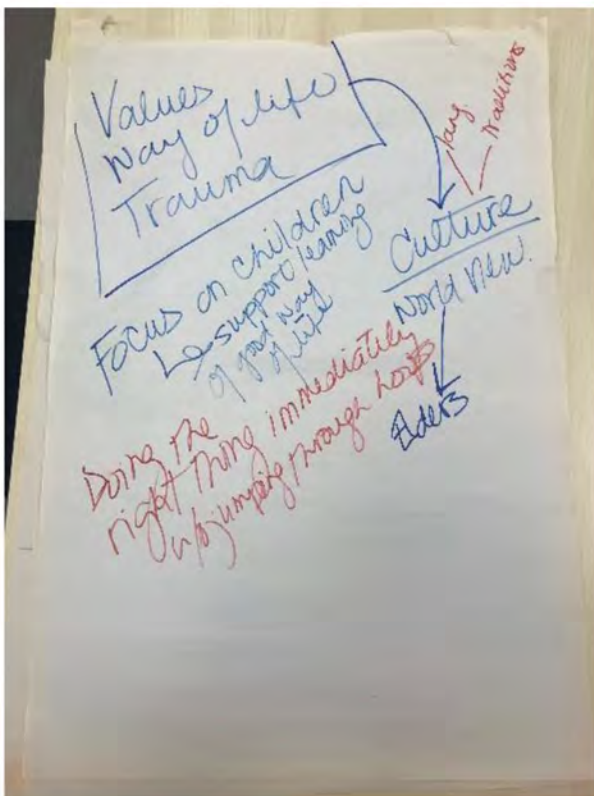 Values
Way of life
Trauma
lang.
Traditions
Culture
World View.
Elders
Focus on children
↳ support learning
of good way
of life
Doing the
right thing immediately
w/o jumping through hoops